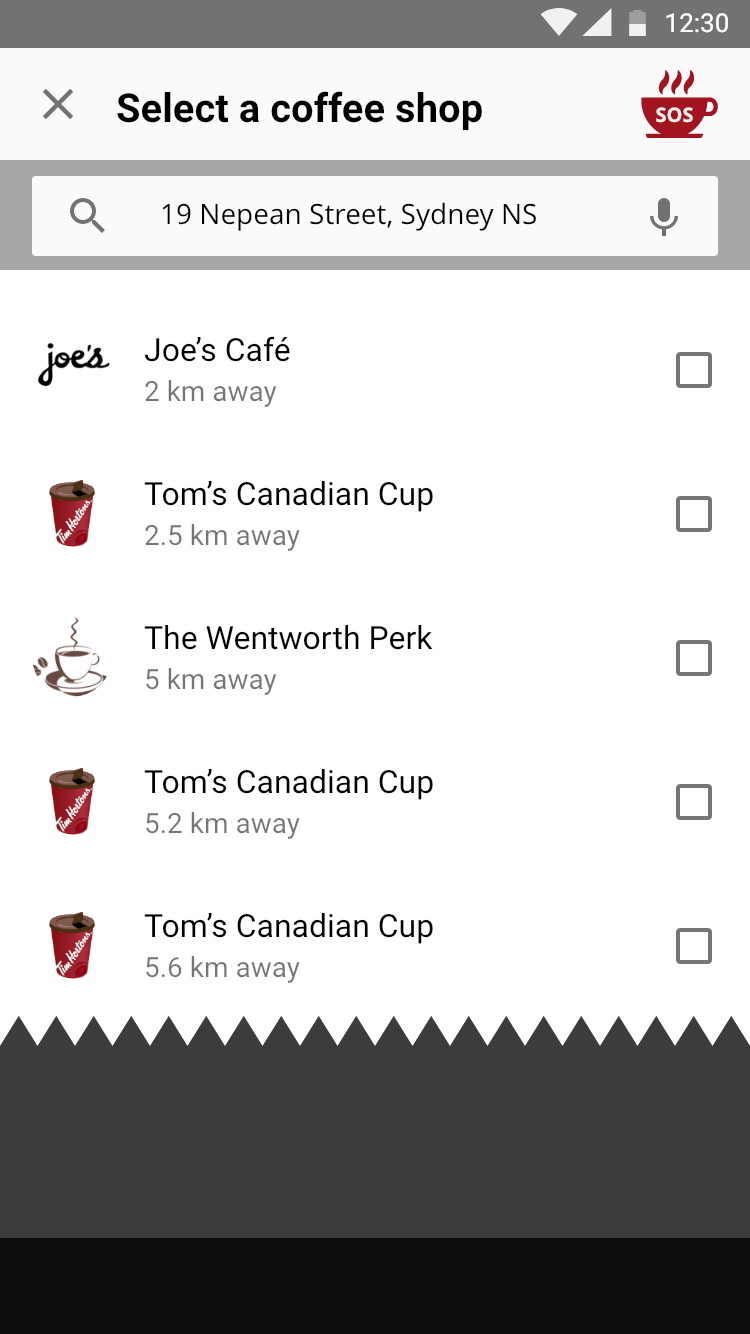 12:30
Select a coffee shop
SOS
19 Nepean Street, Sydney NS
joe's
Joe’s Café
2 km away
Tim Hortons
Tom’s Canadian Cup
2.5 km away
The Wentworth Perk
5 km away
Tim Hortons
Tom’s Canadian Cup
5.2 km away
Tim Hortons
Tom’s Canadian Cup
5.6 km away